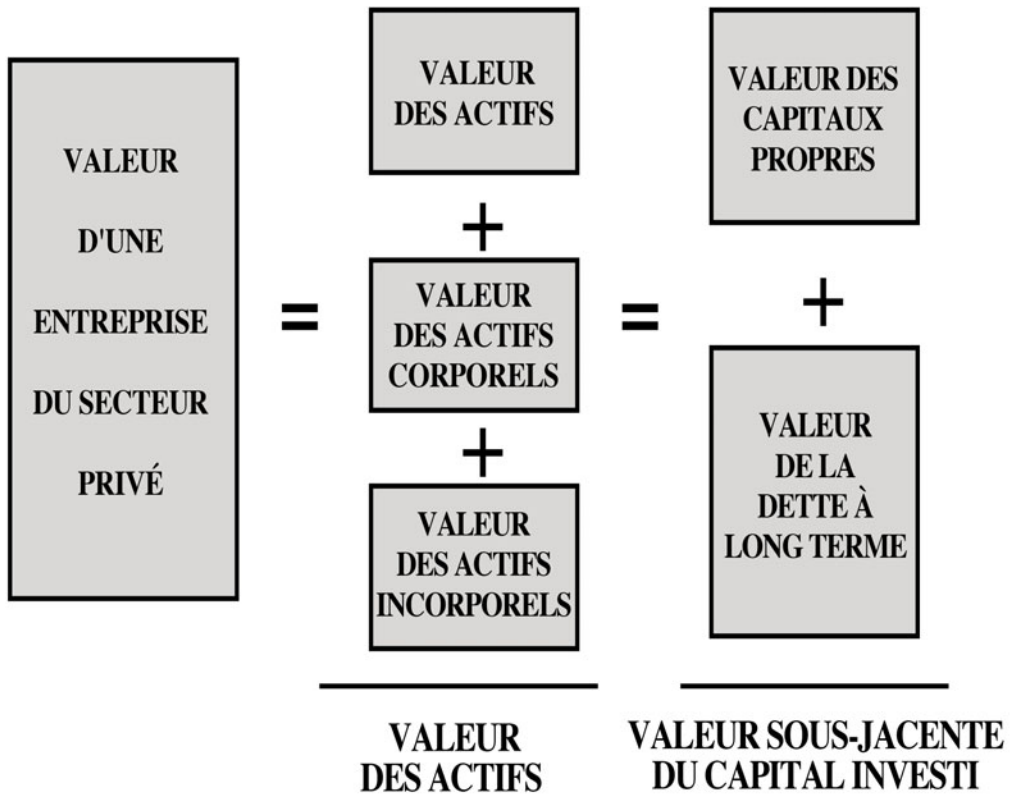 VALEUR
D'UNE
ENTREPRISE
DU SECTEUR
PRIVÉ
=
VALEUR
DES ACTIFS
+
VALEUR
DES ACTIFS
CORPORELS
+
VALEUR
DES ACTIFS
INCORPORELS
VALEUR
DES ACTIFS
=
VALEUR DES
CAPITAUX
PROPRES
+
VALEUR
DE LA
DETTE À
LONG TERME
VALEUR SOUS-JACENTE
DU CAPITAL INVESTI